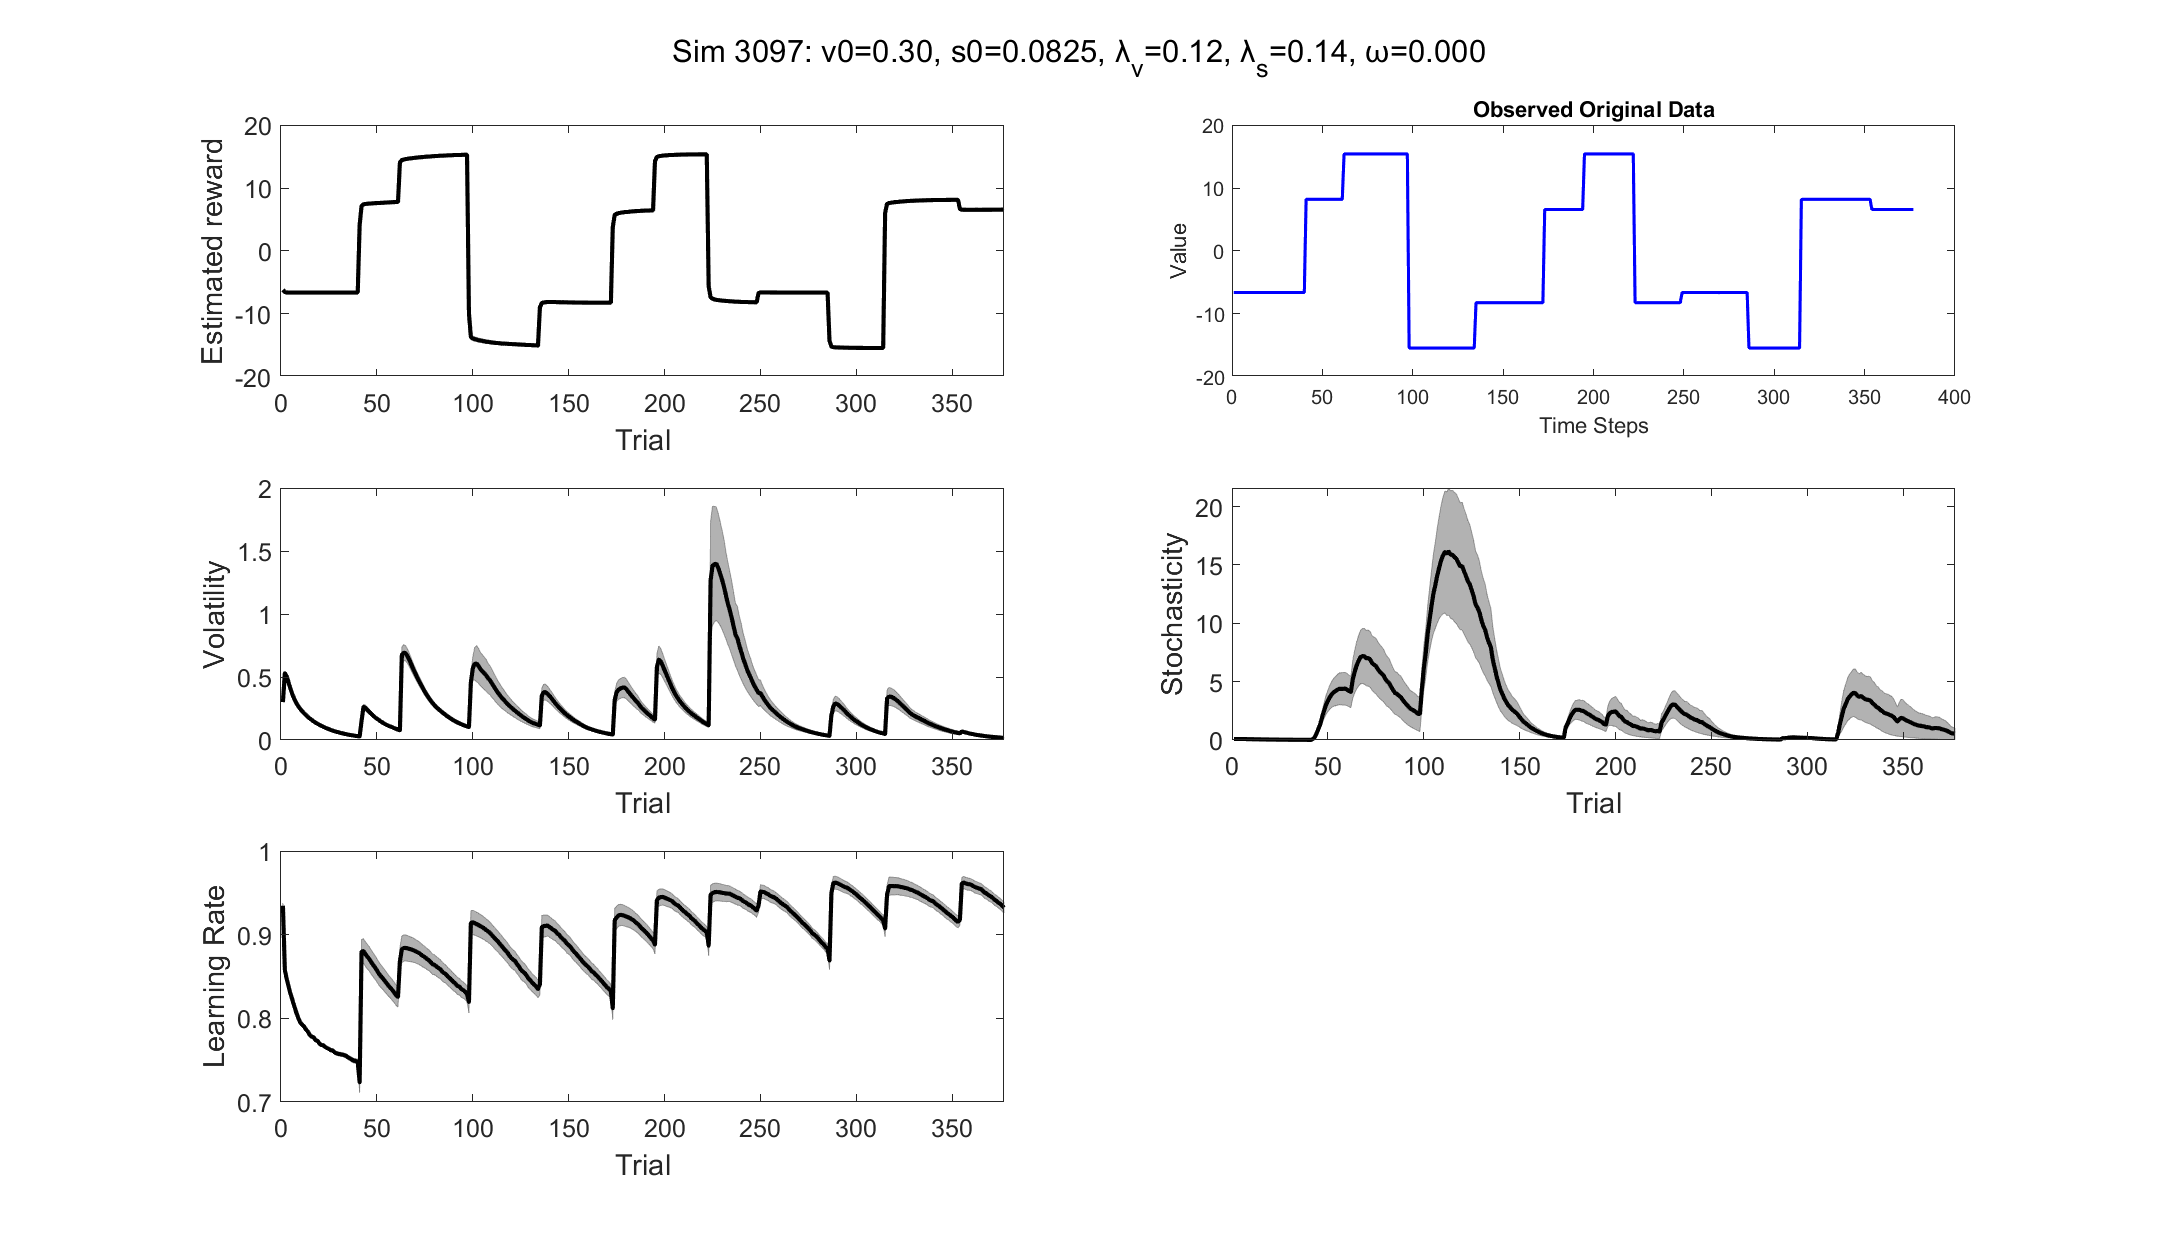 Sim 3097: v0=0.30, s0=0.0825, λ_v=0.12, λ_s=0.14, ω=0.000
20
10
0
-10
-20
Estimated reward
0 50 100 150 200 250 300 350
Trial
Observed Original Data
20
10
0
-10
-20
Value
0 50 100 150 200 250 300 350 400
Time Steps
2
1.5
1
0.5
0
Volatility
0 50 100 150 200 250 300 350
Trial
20
15
10
5
0
Stochasticity
0 50 100 150 200 250 300 350
Trial
1
0.9
0.8
0.7
Learning Rate
0 50 100 150 200 250 300 350
Trial